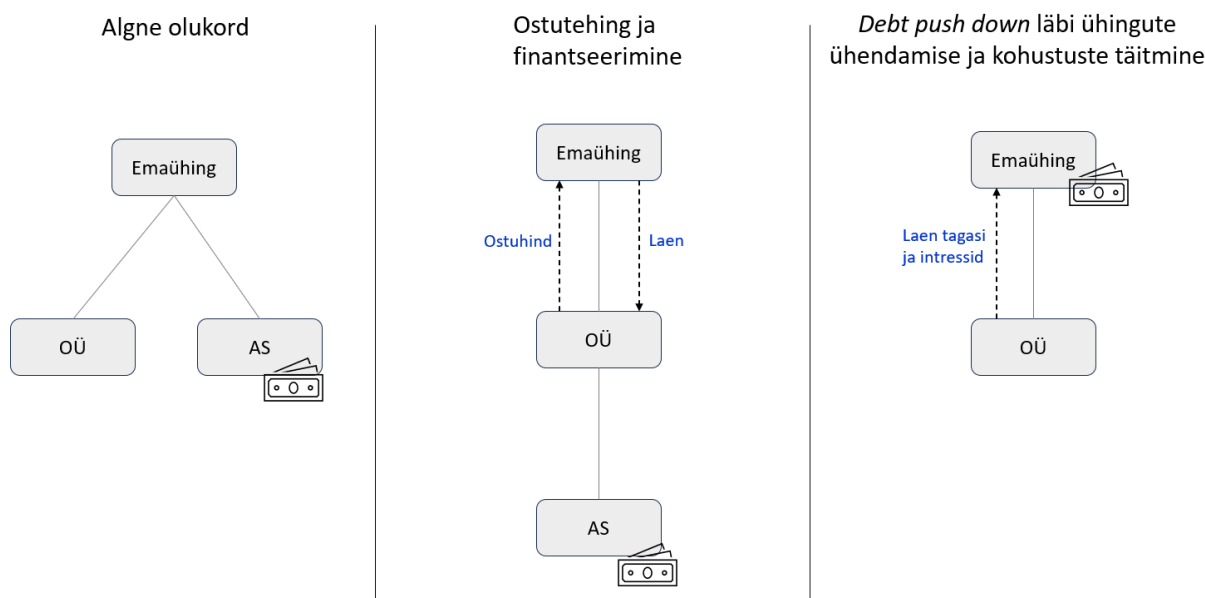 Algne olukord
Emaühing
OÜ
AS
Ostutehing ja
finantseerimine
Emaühing
Ostuhind
Laen
OÜ
AS
Debt push down läbi ühingute
ühendamise ja kohustuste täitmine
Emaühing
Laen tagasi
ja intressid
OÜ